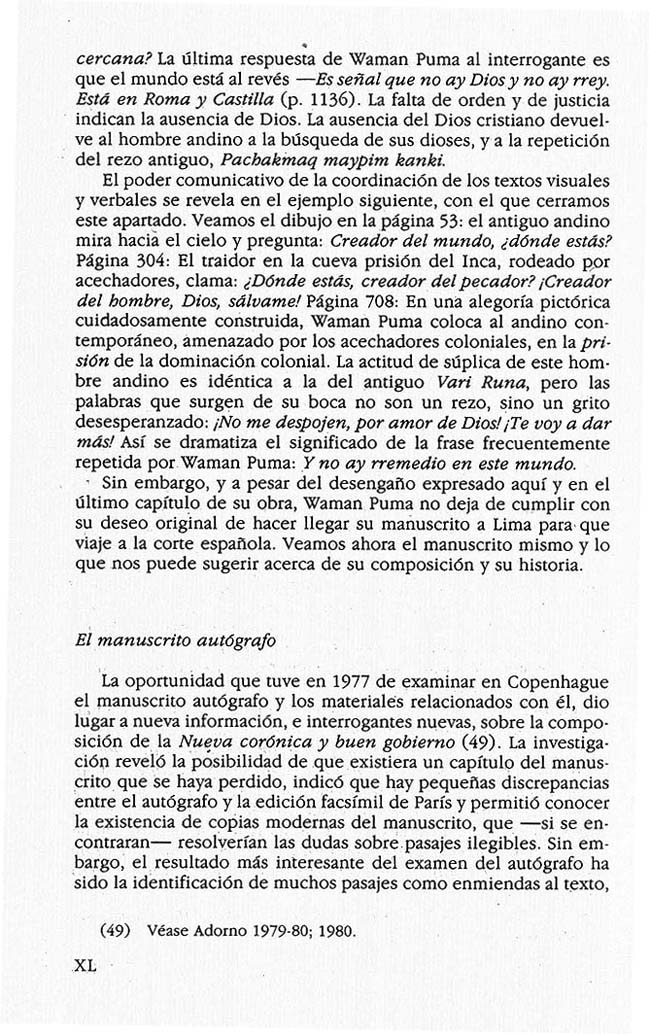 cercana? La última respuesta de Waman Puma al interrogante es
que el mundo está al revés —Es señal que no ay Dios y no ay rrey.
Está en Roma y Castilla (p. 1136). La falta de orden y de justicia
indican la ausencia de Dios. La ausencia del Dios cristiano devuel-
ve al hombre andino a la búsqueda de sus dioses, y a la repetición
del rezo antiguo, Pachakmaq maypim kanki.
El poder comunicativo de la coordinación de los textos visuales
y verbales se revela en el ejemplo siguiente, con el que cerramos
este apartado. Veamos el dibujo en la página 53: el antiguo andino
mira hacia el cielo y pregunta: Creador del mundo, ¿dónde estás?
Página 304: El traidor en la cueva prisión del Inca, rodeado por
acechadores, clama: ¿Dónde estás, creador del pecador? ¡Creador
del hombre, Dios, sálvame! Página 708: En una alegoría pictórica
cuidadosamente construida, Waman Puma coloca al andino con-
temporáneo, amenazado por los acechadores coloniales, en la pri-
sión de la dominación colonial. La actitud de súplica de este hom-
bre andino es idéntica a la del antiguo Vari Runa, pero las
palabras que surgen de su boca no son un rezo, sino un grito
desesperanzado: ¡No me despojen, por amor de Dios! ¡Te voy a dar
más! Así se dramatiza el significado de la frase frecuentemente
repetida por Waman Puma: Y no ay rremedio en este mundo.
Sin embargo, y a pesar del desengaño expresado aquí y en el
último capítulo de su obra, Waman Puma no deja de cumplir con
su deseo original de hacer llegar su manuscrito a Lima para que
viaje a la corte española. Veamos ahora el manuscrito mismo y lo
que nos puede sugerir acerca de su composición y su historia.
El manuscrito autógrafo
La oportunidad que tuve en 1977 de examinar en Copenhague
el manuscrito autógrafo y los materiales relacionados con él, dio
lugar a nueva información, e interrogantes nuevas, sobre la compo-
sición de la Nueva corónica y buen gobierno (49). La investiga-
ción reveló la posibilidad de que existiera un capítulo del manus-
crito que se haya perdido, indicó que hay pequeñas discrepancias
entre el autógrafo y la edición facsímil de París y permitió conocer
la existencia de copias modernas del manuscrito, que —si se en-
contraran— resolverían las dudas sobre pasajes ilegibles. Sin em-
bargo, el resultado más interesante del examen del autógrafo ha
sido la identificación de muchos pasajes como enmiendas al texto,
(49) Véase Adorno 1979-80; 1980.
XL